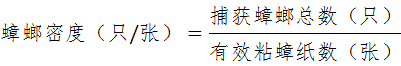 蟑螂密度（只/张）=
捕获蟑螂总数（只）
有效粘蟑纸数（张）